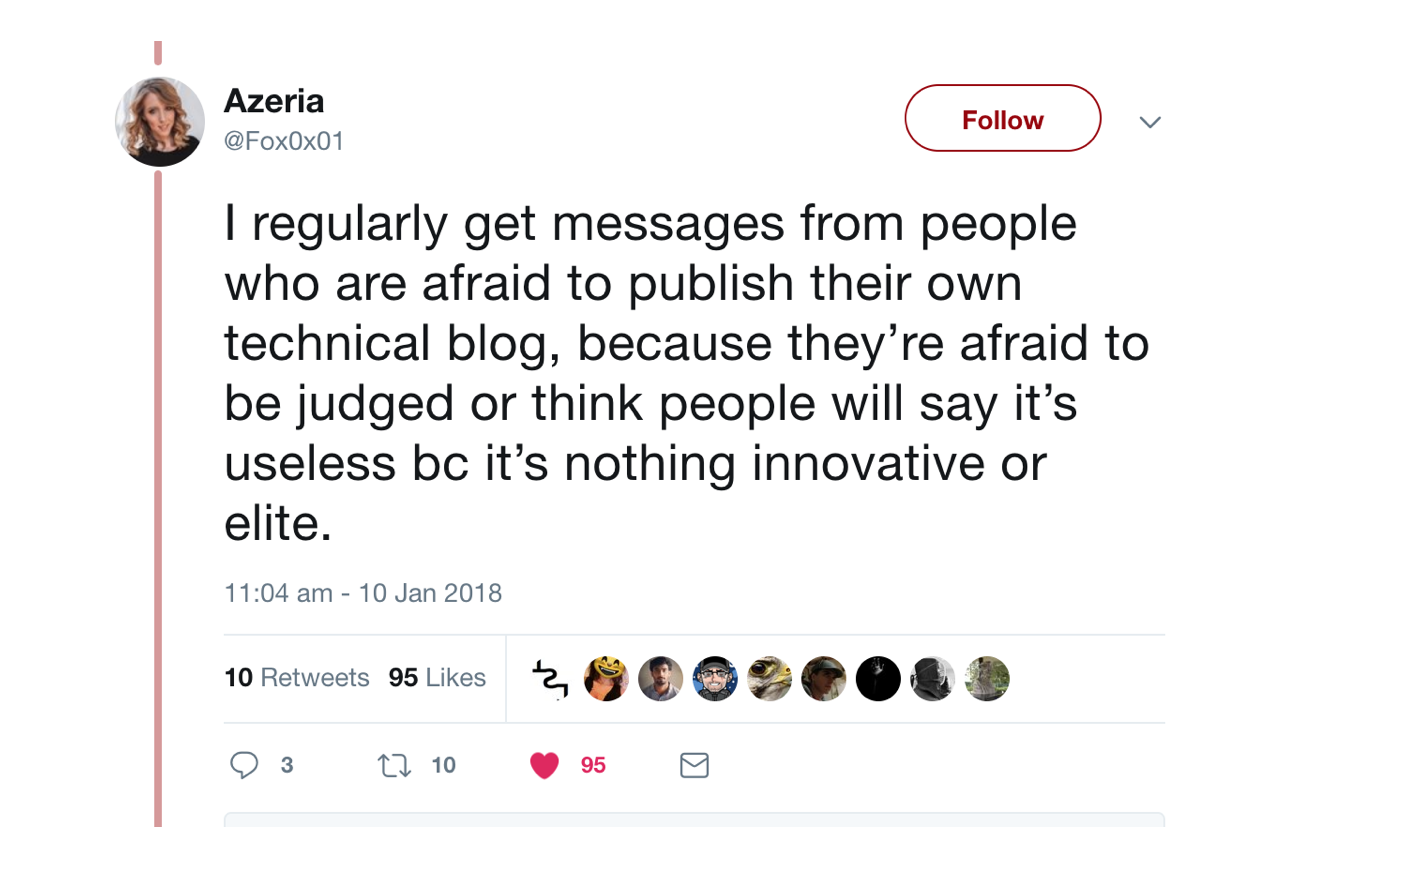 Azeria
@Fox0x01
Follow
I regularly get messages from people
who are afraid to publish their own
technical blog, because they’re afraid to
be judged or think people will say it’s
useless bc it’s nothing innovative or
elite.
11:04 am - 10 Jan 2018
10 Retweets 95 Likes
3 10 95